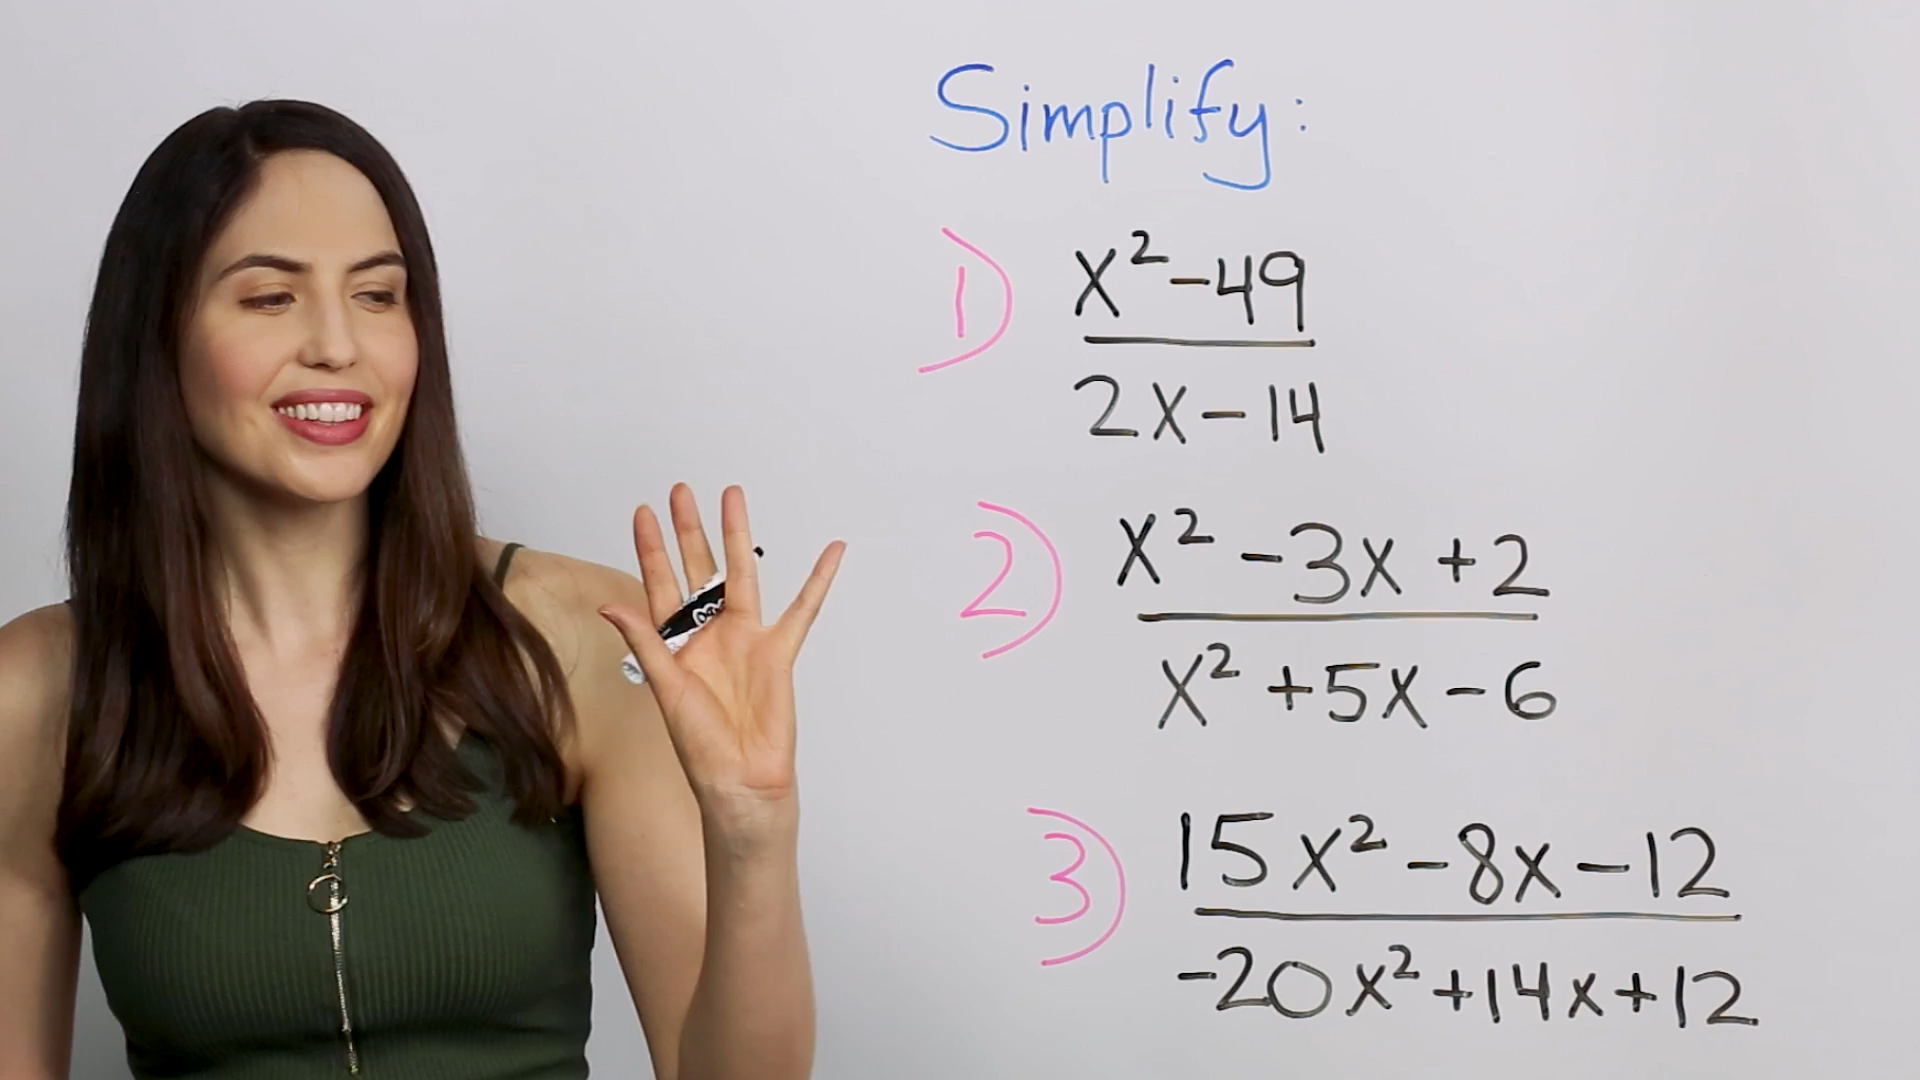 Simplify:
1) x² - 49
2x - 14
2) x² - 3x + 2
x² + 5x - 6
3) 15x² - 8x - 12
-20x² + 14x + 12